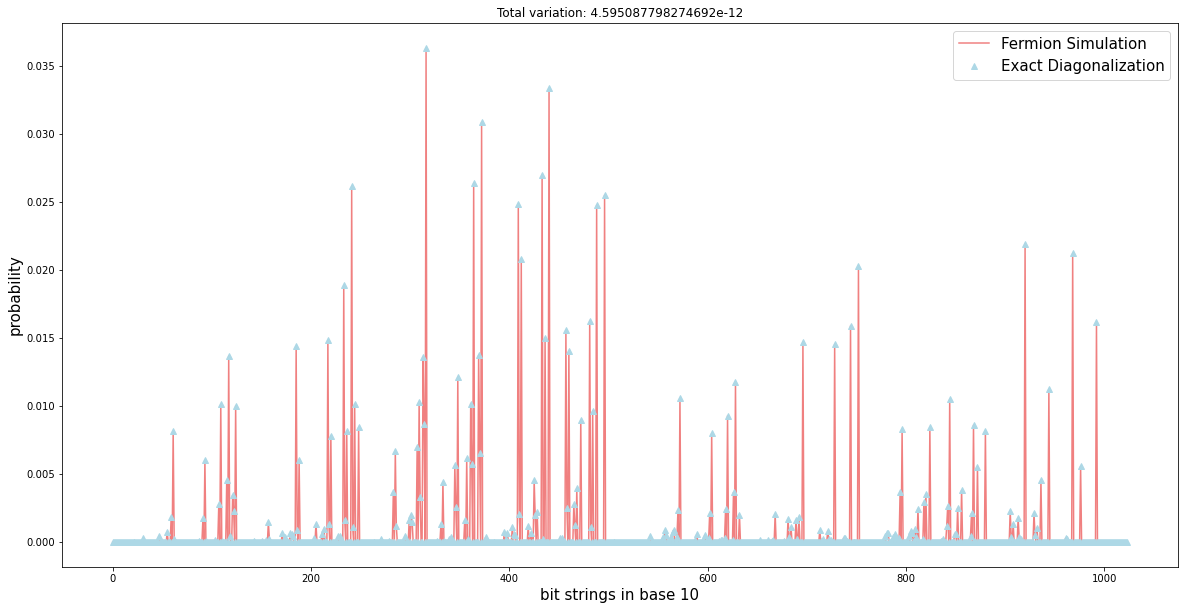 Total variation: 4.595087798274692e-12
Fermion Simulation
Exact Diagonalization
probability
0.035
0.030
0.025
0.020
0.015
0.010
0.005
0.000
0 200 400 600 800 1000
bit strings in base 10